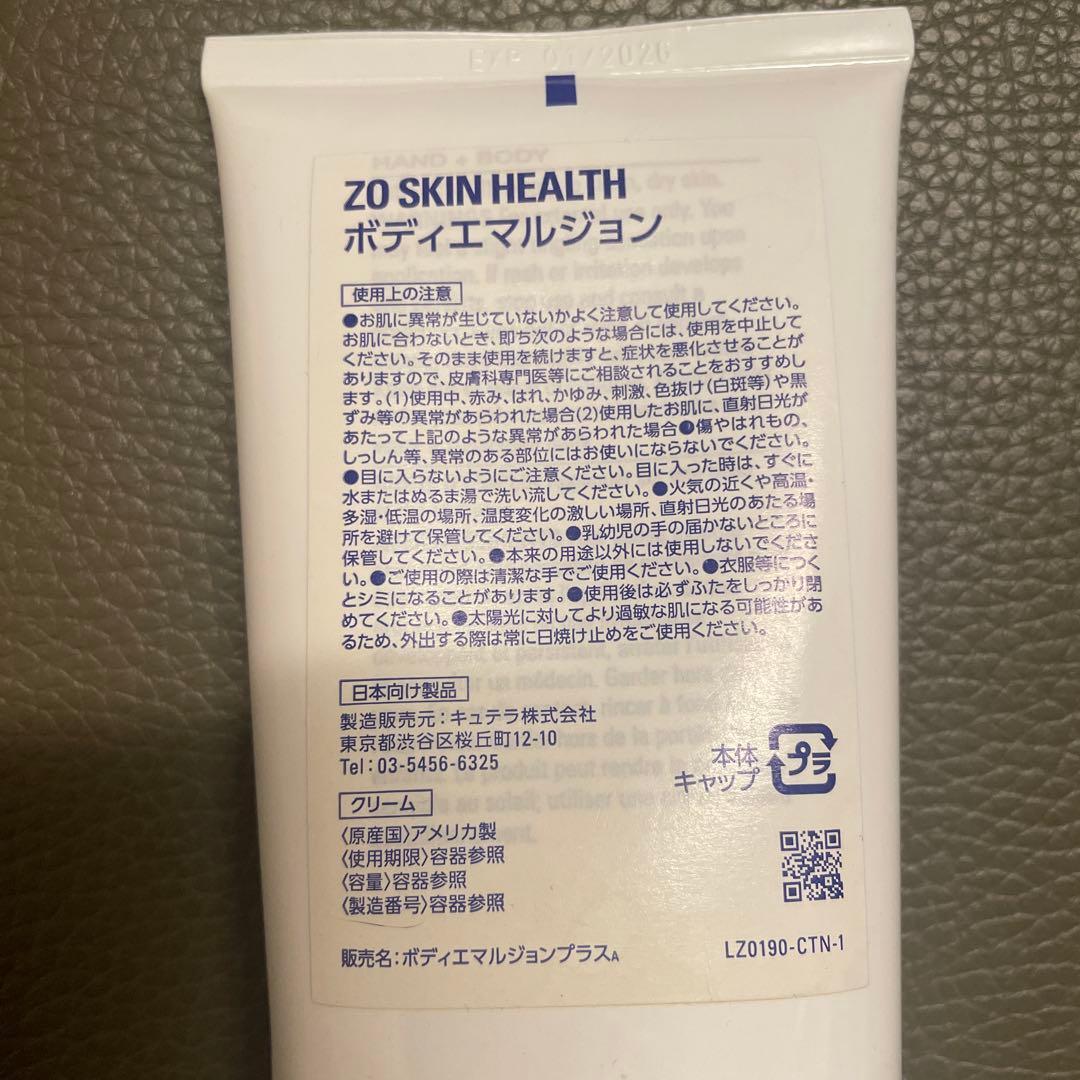 EXP 01/2026
HAND + BODY
ZO SKIN HEALTH
ボディエマルジョン
使用上の注意
●お肌に異常が生じていないかよく注意して使用してください。
お肌に合わないとき、即ち次のような場合には、使用を中止して
ください。そのまま使用を続けますと、症状を悪化させることが
ありますので、皮膚科専門医等にご相談されることをおすすめし
ます。(1)使用中、赤み、はれ、かゆみ、刺激、色抜け(白斑等)や黒
ずみ等の異常があらわれた場合(2)使用したお肌に、直射日光が
あたって上記のような異常があらわれた場合●傷やはれもの、
しっしん等、異常のある部位にはお使いにならないでください。
●目に入らないようにご注意ください。目に入った時は、すぐに
水またはぬるま湯で洗い流してください。●火気の近くや高温・
多湿・低温の場所、温度変化の激しい場所、直射日光のあたる場
所を避けて保管してください。●乳幼児の手の届かないところに
保管してください。●本来の用途以外には使用しないでくださ
い。●ご使用の際は清潔な手でご使用ください。●衣服等につく
とシミになることがあります。●使用後は必ずふたをしっかり閉
めてください。●太陽光に対してより過敏な肌になる可能性があ
るため、外出する際は常に日焼け止めをご使用ください。
日本向け製品
製造販売元：キュテラ株式会社
東京都渋谷区桜丘町12-10
Tel：03-5456-6325
本体
キャップ
プラ
クリーム
〈原産国〉アメリカ製
〈使用期限〉容器参照
〈容量〉容器参照
〈製造番号〉容器参照
販売名：ボディエマルジョンプラスA
LZ0190-CTN-1